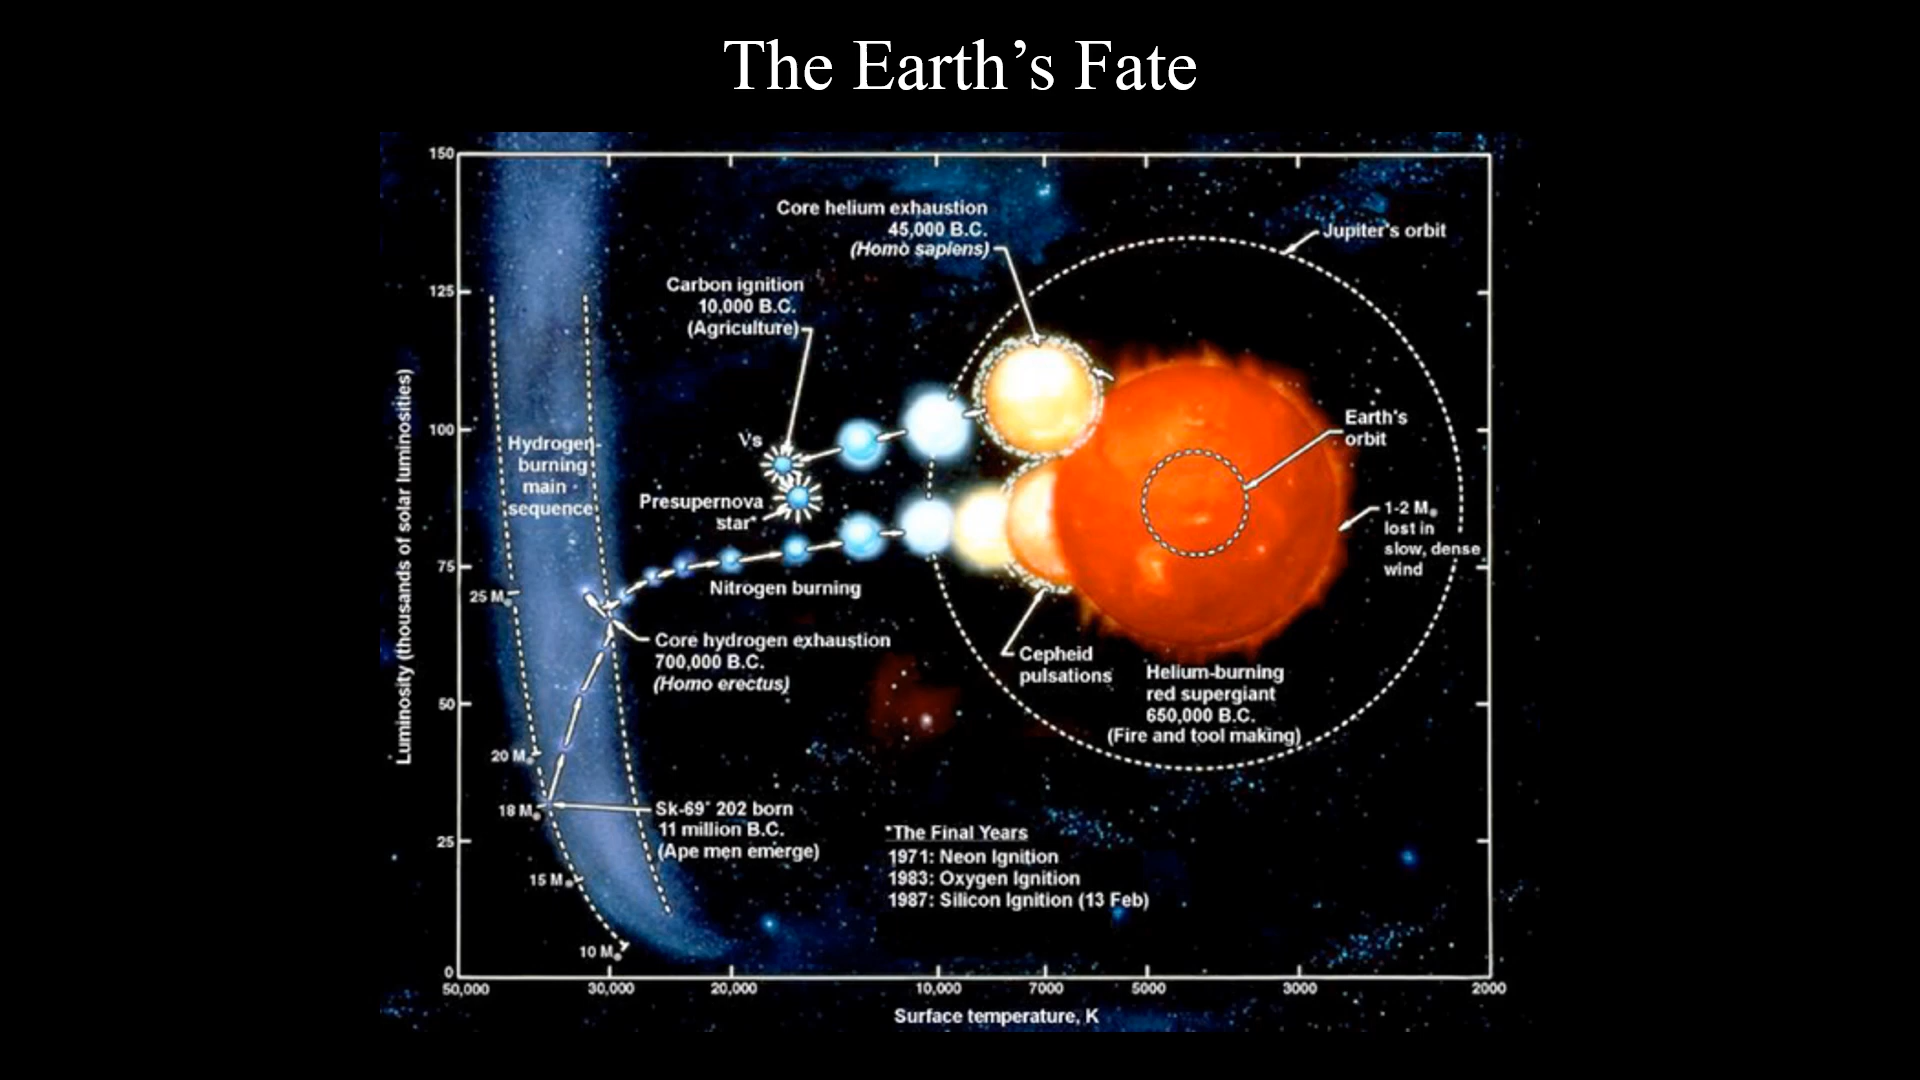 The Earth’s Fate
150
125
100
75
50
25
0
Luminosity (thousands of solar luminosities)
Core helium exhaustion
45,000 B.C.
(Homo sapiens)
Jupiter's orbit
Carbon ignition
10,000 B.C.
(Agriculture)
Earth's
orbit
Hydrogen-
burning
main
sequence
Vs
Presupernova
star*
1-2 M⊙
lost in
slow, dense
wind
Nitrogen burning
25 M⊙
Core hydrogen exhaustion
700,000 B.C.
(Homo erectus)
Cepheid
pulsations
Helium-burning
red supergiant
650,000 B.C.
(Fire and tool making)
20 M⊙
18 M⊙
Sk-69° 202 born
11 million B.C.
(Ape men emerge)
15 M⊙
10 M⊙
*The Final Years
1971: Neon Ignition
1983: Oxygen Ignition
1987: Silicon Ignition (13 Feb)
50,000 30,000 20,000 10,000 7000 5000 3000 2000
Surface temperature, K